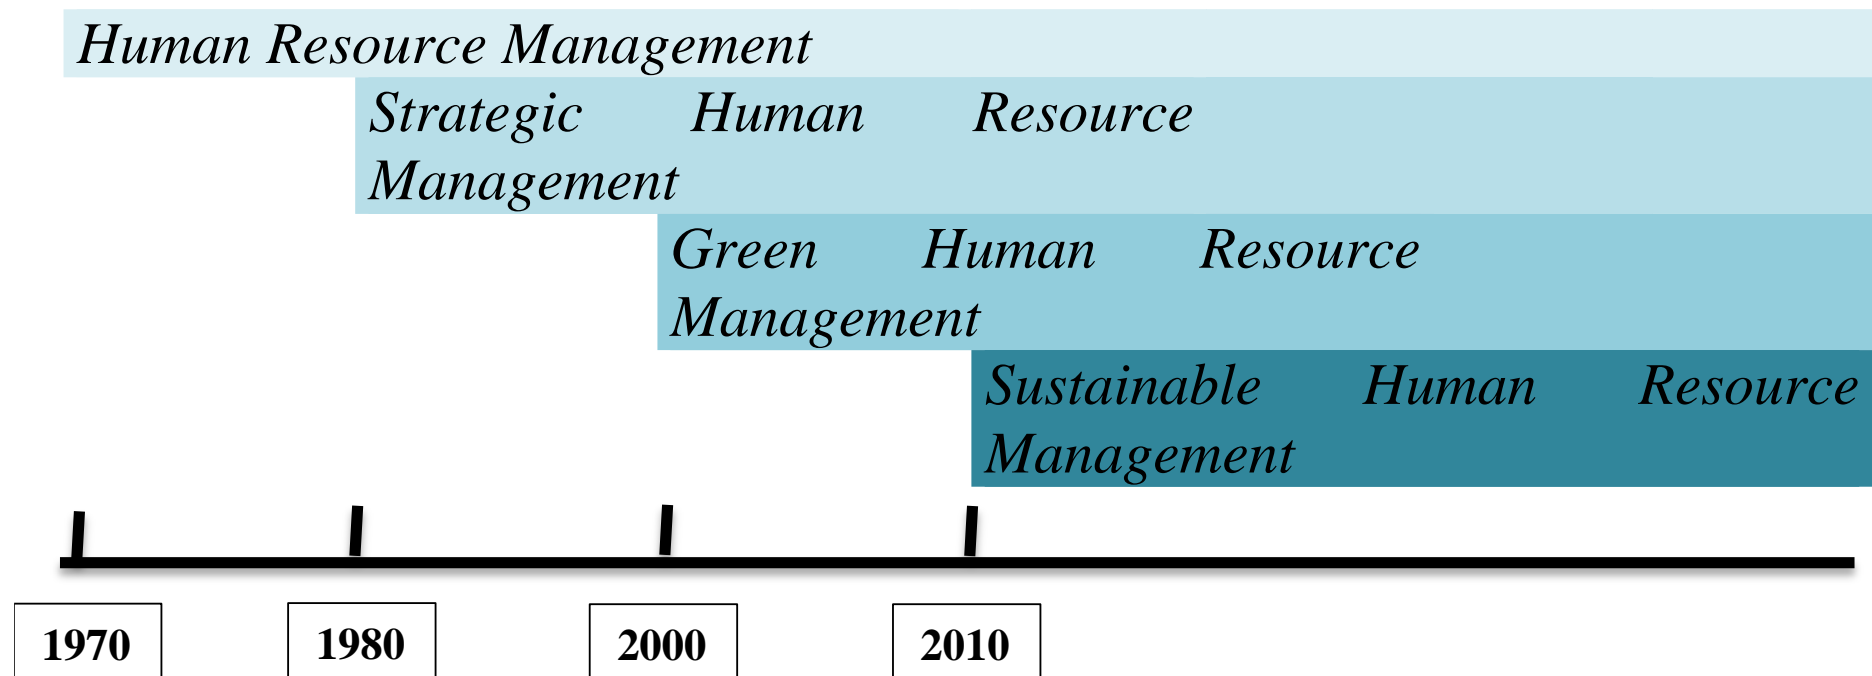 Human Resource Management
Strategic Human Resource
Management
Green Human Resource
Management
Sustainable Human Resource
Management
1970 1980 2000 2010